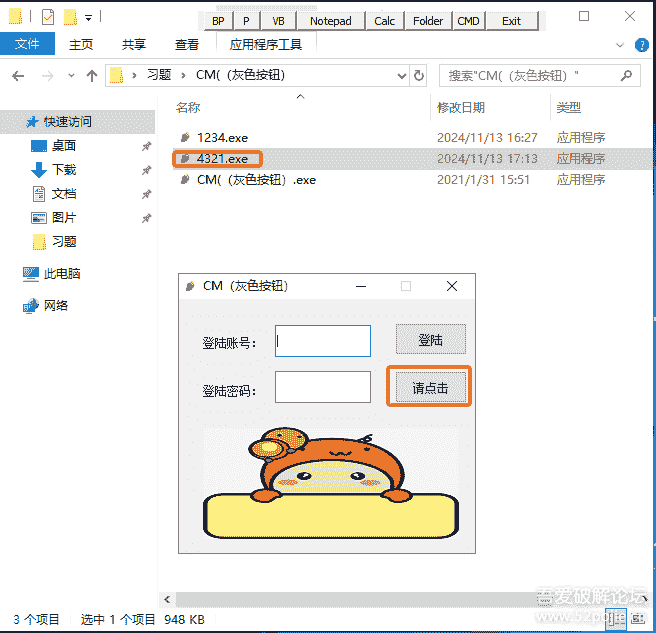 BP P VB Notepad Calc Folder CMD Exit
文件 主页 共享 查看 应用程序工具
习题 CM(（灰色按钮) 搜索"CM(（灰色按钮）"
名称 修改日期 类型
快速访问
桌面
下载
文档
图片
习题
此电脑
网络
1234.exe 2024/11/13 16:27 应用程序
4321.exe 2024/11/13 17:13 应用程序
CM(（灰色按钮）.exe 2021/1/31 15:51 应用程序
CM（灰色按钮）
登陆账号： 登陆
登陆密码： 请点击
3 个项目 选中 1 个项目 948 KB
吾爱破解论坛
www.52pojie.cn